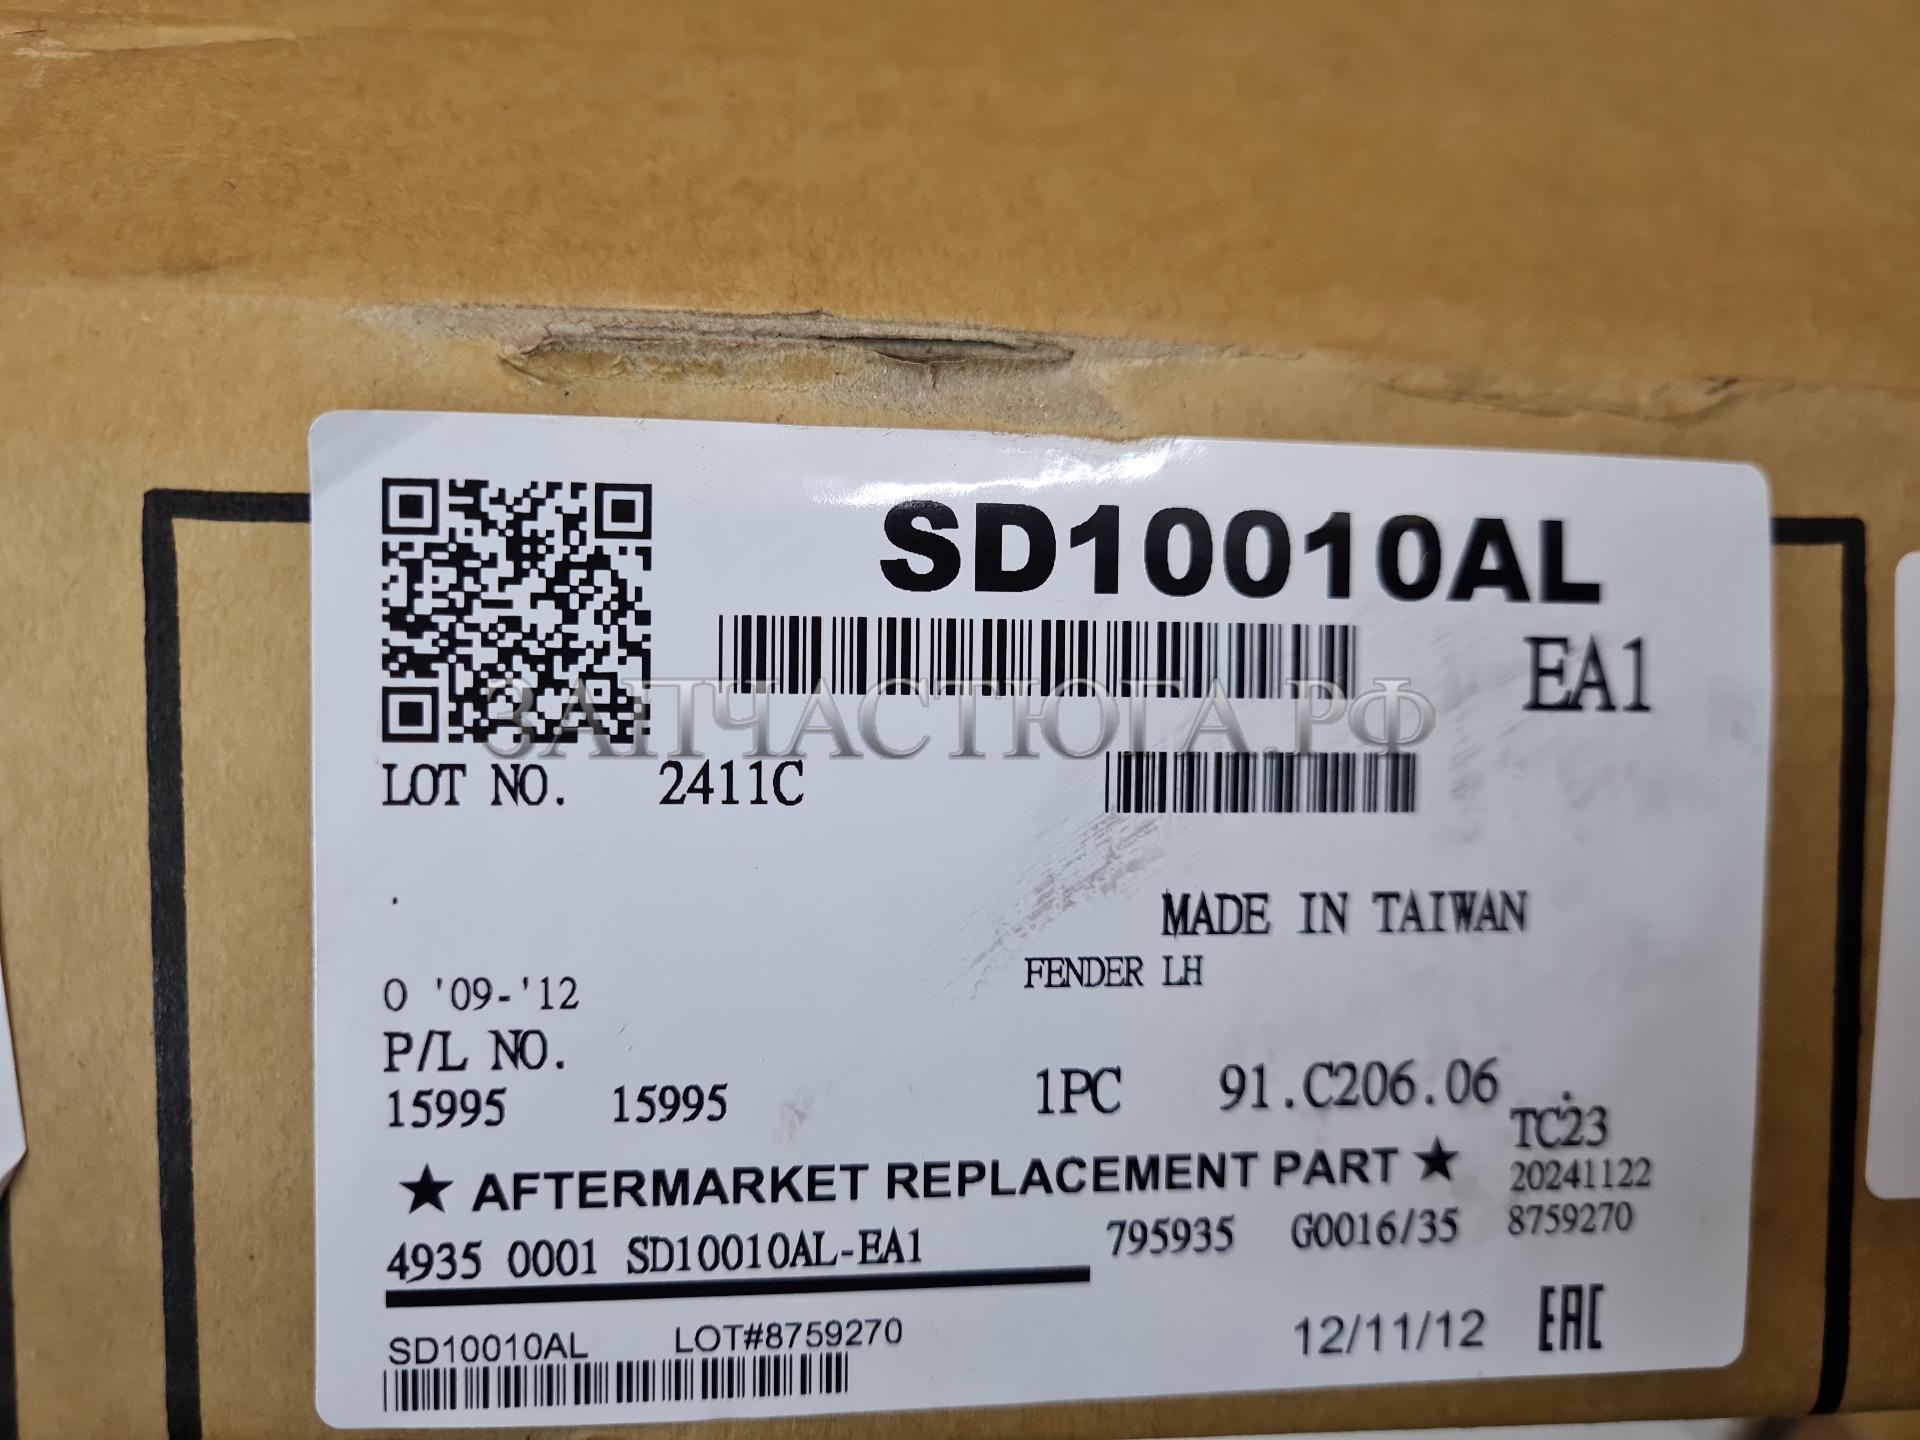 SD10010AL
EA1
ЗАПЧАСТЮГА.РФ
LOT NO. 2411C
MADE IN TAIWAN
FENDER LH
O '09-'12
P/L NO.
15995 15995 1PC 91.C206.06
TC23
★ AFTERMARKET REPLACEMENT PART ★ 20241122
4935 0001 SD10010AL-EA1 795935 G0016/35 8759270
SD10010AL LOT#8759270 12/11/12 EAC